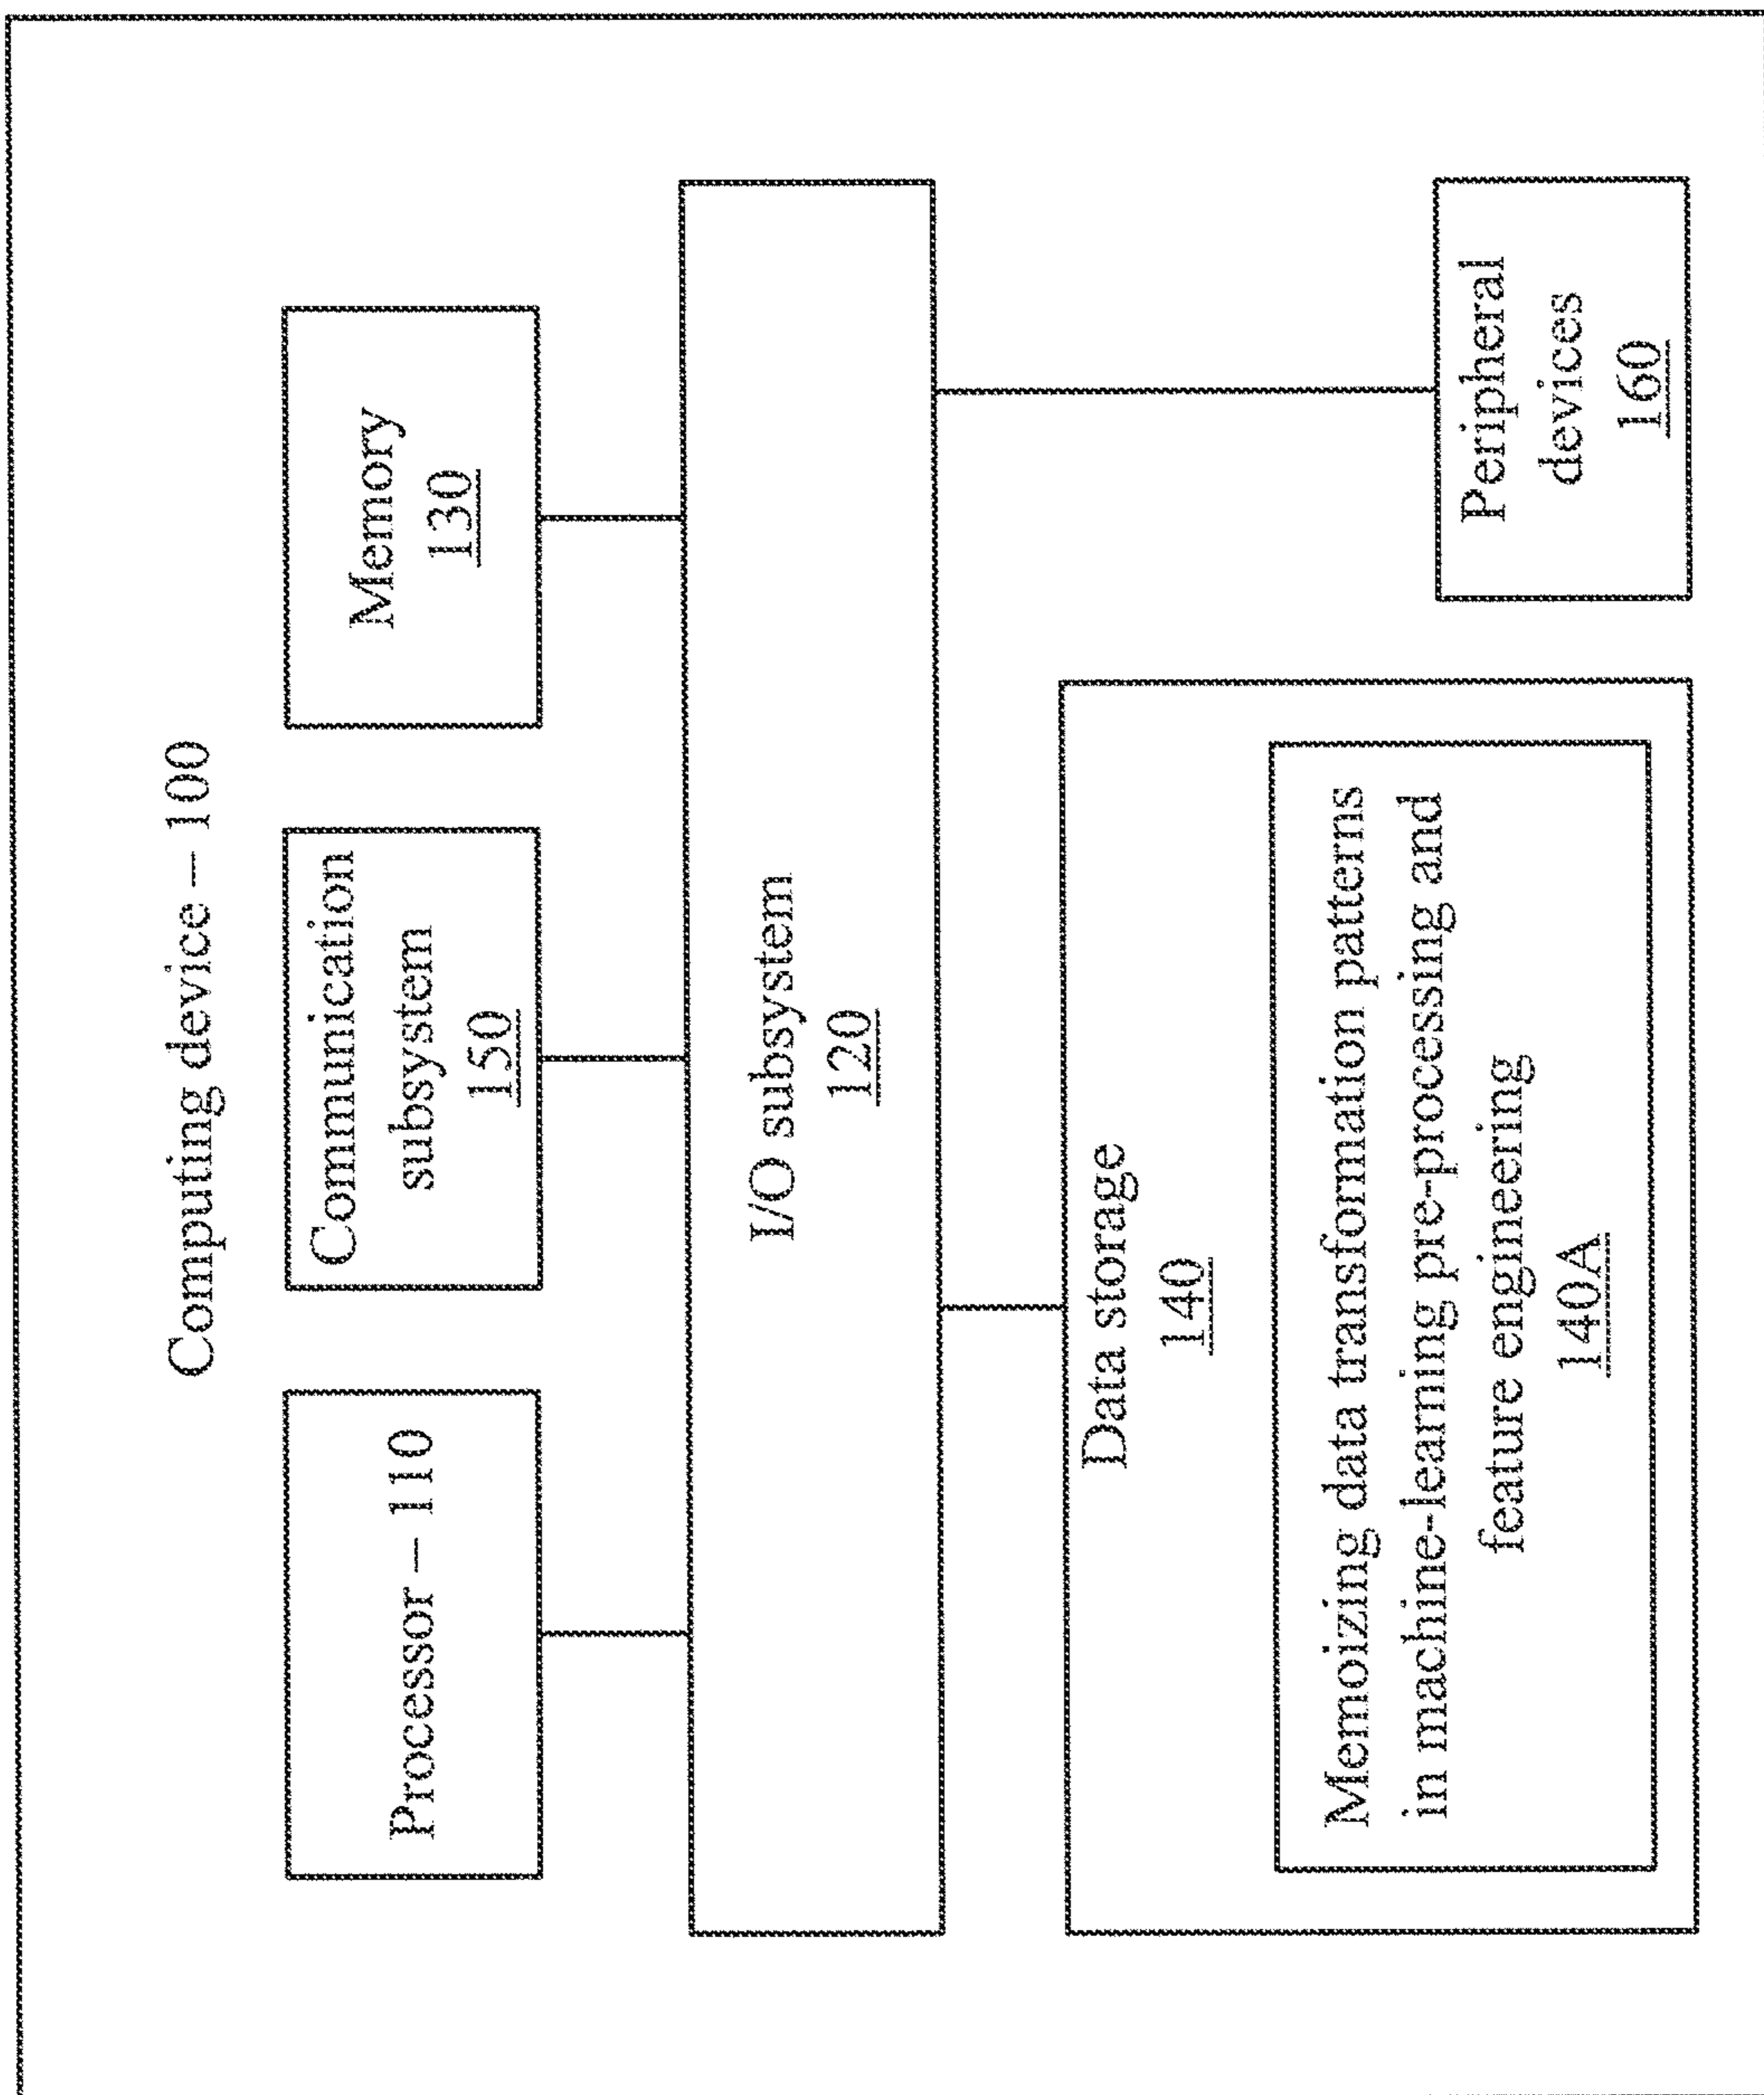 Computing device – 100
Processor – 110
Communication
subsystem
150
Memory
130
I/O subsystem
120
Data storage
140
Memoizing data transformation patterns
in machine-learning pre-processing and
feature engineering
140A
Peripheral
devices
160